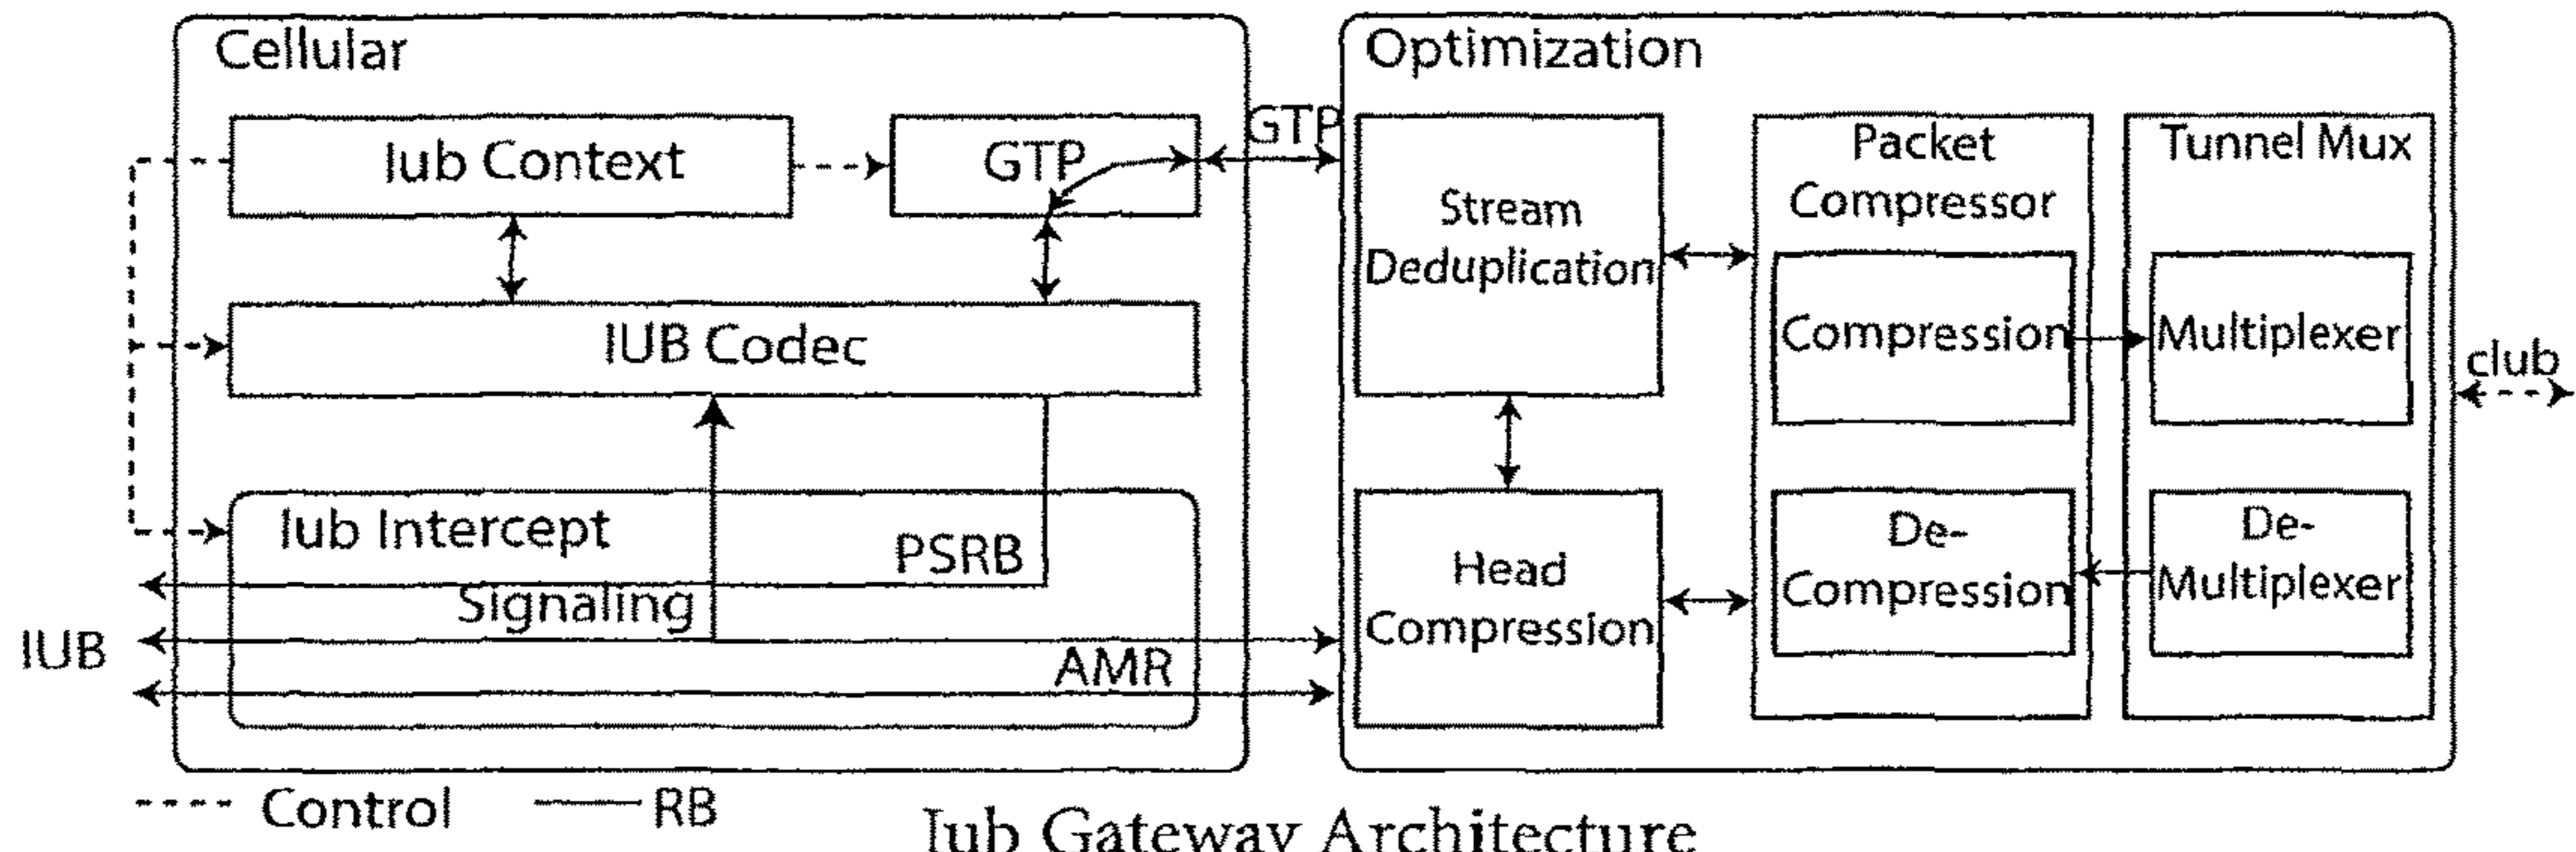 Cellular
Iub Context
GTP
GTP
IUB Codec
Iub Intercept
PSRB
Signaling
IUB
AMR
Optimization
Stream
Deduplication
Head
Compression
Packet
Compressor
Compression
De-
Compression
Tunnel Mux
Multiplexer
De-
Multiplexer
club
Control
RB
Iub Gateway Architecture